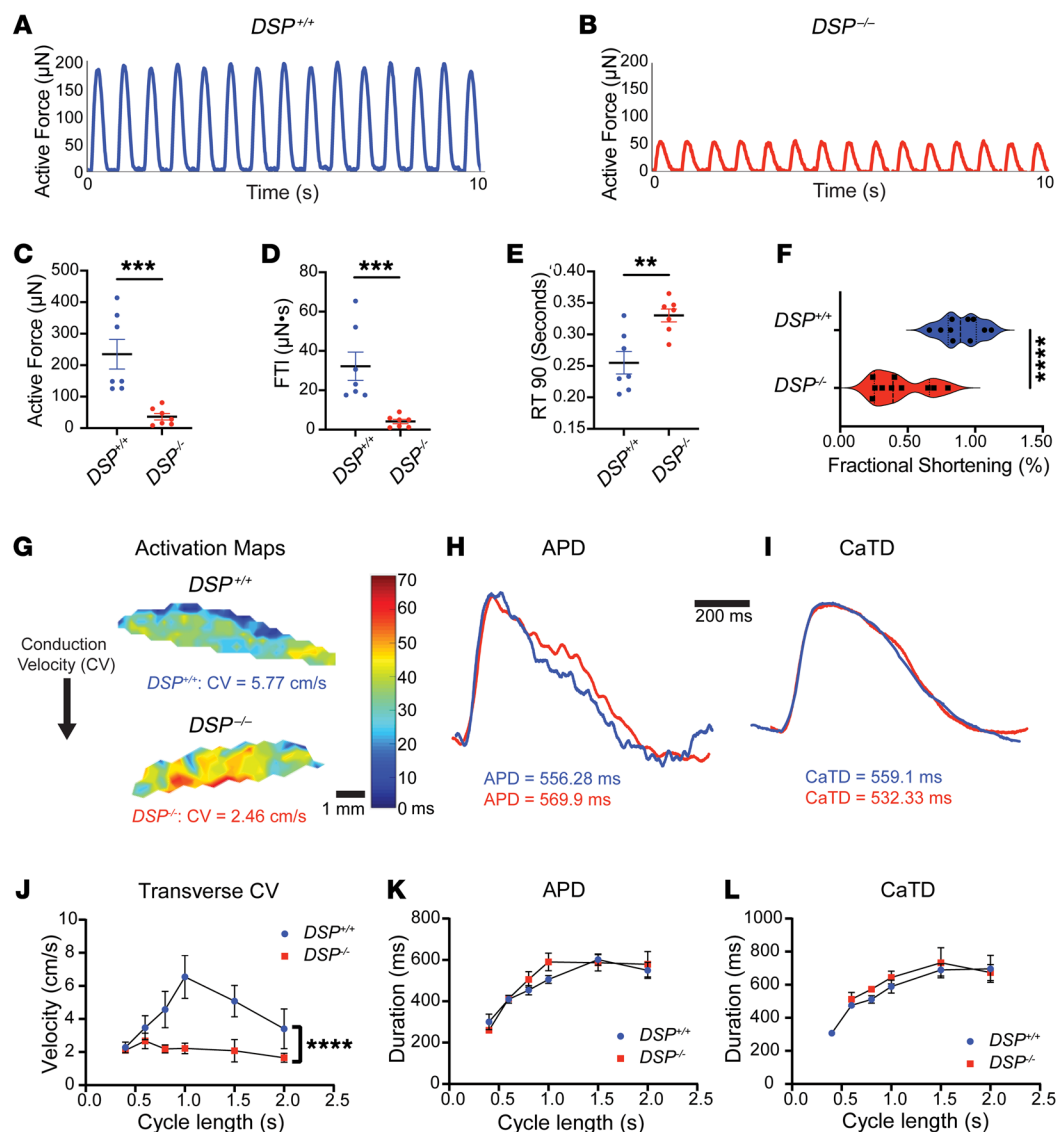 A
DSP+/+
Active Force (µN)
200
150
100
50
0
0
10
Time (s)
B
DSP–/–
Active Force (µN)
200
150
100
50
0
0
10
Time (s)
C
***
Active Force (µN)
500
400
300
200
100
0
DSP+/+
DSP-/-
D
***
FTI (µN•s)
80
60
40
20
0
DSP+/+
DSP-/-
E
**
RT 90 (Seconds)
0.40
0.35
0.30
0.25
0.20
0.15
DSP+/+
DSP-/-
F
DSP+/+
DSP-/-
****
0.00 0.50 1.00 1.50
Fractional Shortening (%)
G
Activation Maps
DSP+/+
Conduction
Velocity (CV)
DSP+/+: CV = 5.77 cm/s
DSP–/–
DSP-/-: CV = 2.46 cm/s
1 mm
70
60
50
40
30
20
10
0 ms
H
APD
200 ms
APD = 556.28 ms
APD = 569.9 ms
I
CaTD
CaTD = 559.1 ms
CaTD = 532.33 ms
J
Transverse CV
Velocity (cm/s)
10
8
6
4
2
0
DSP+/+
DSP-/-
****
0.0 0.5 1.0 1.5 2.0 2.5
Cycle length (s)
K
APD
Duration (ms)
800
600
400
200
0
DSP+/+
DSP-/-
0.0 0.5 1.0 1.5 2.0 2.5
Cycle length (s)
L
CaTD
Duration (ms)
1000
800
600
400
200
0
DSP+/+
DSP-/-
0.0 0.5 1.0 1.5 2.0 2.5
Cycle length (s)